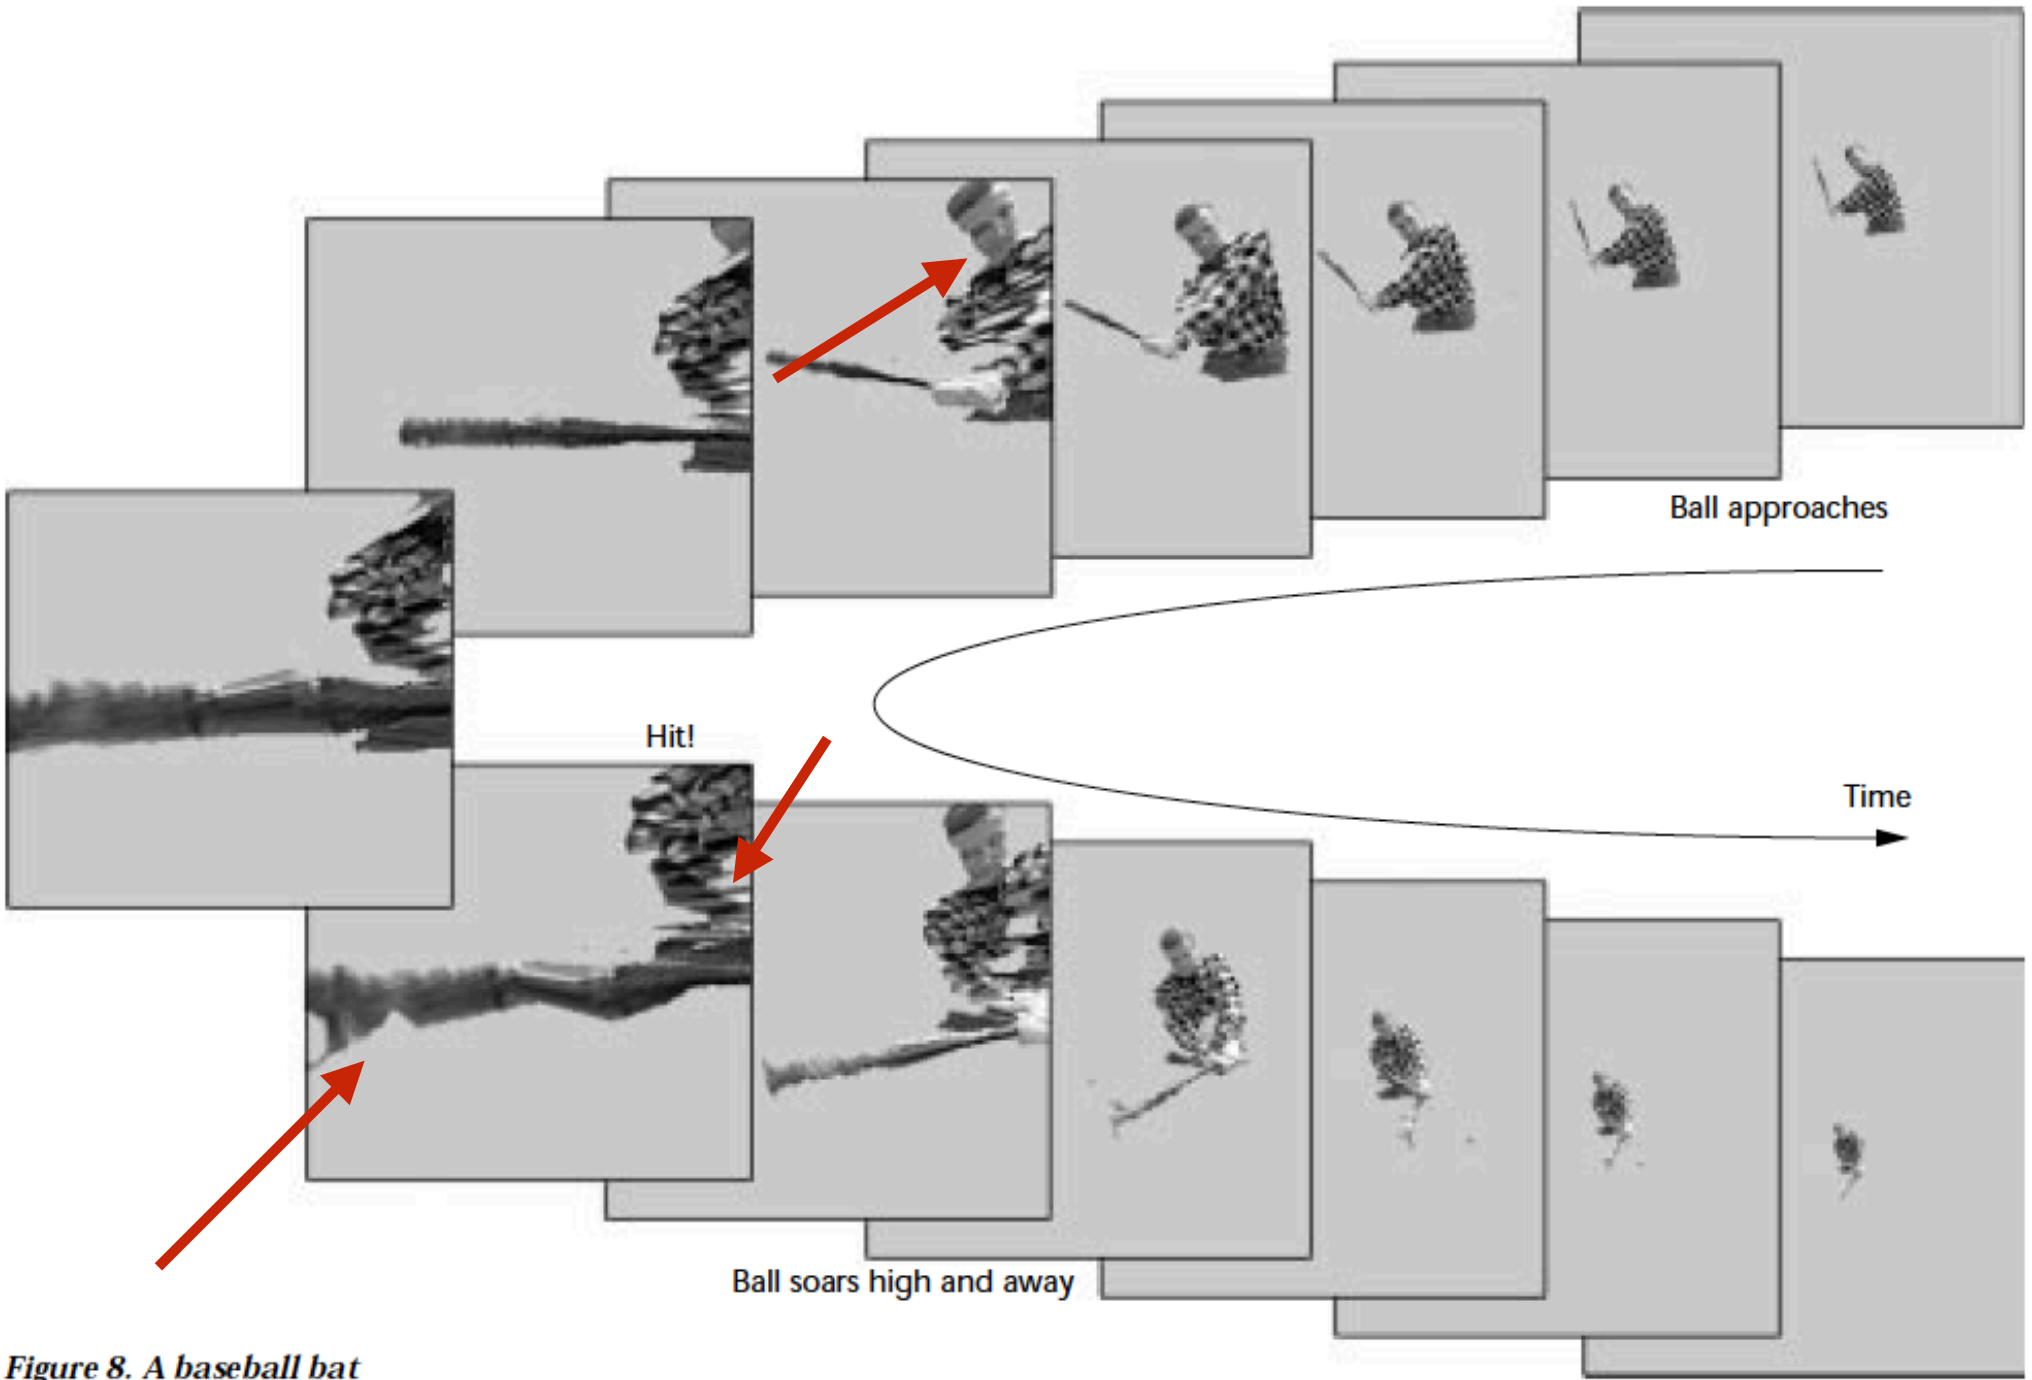 Ball approaches
Hit!
Time
Ball soars high and away
Figure 8. A baseball bat